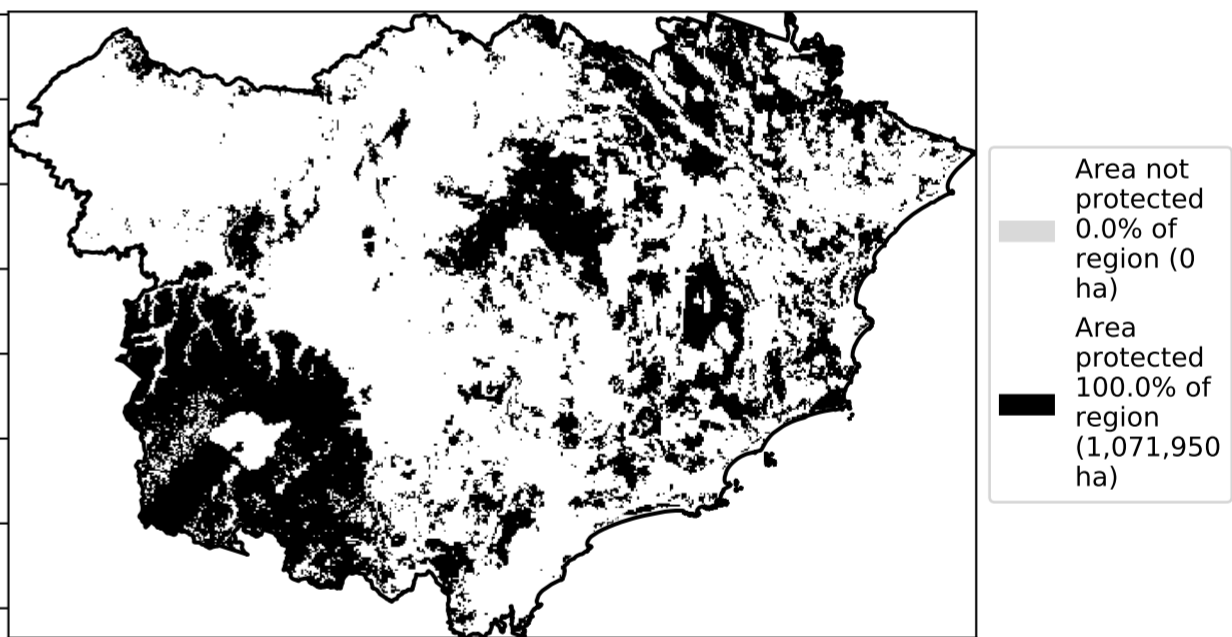 Area not
protected
0.0% of
region (0
ha)
Area
protected
100.0% of
region
(1,071,950
ha)